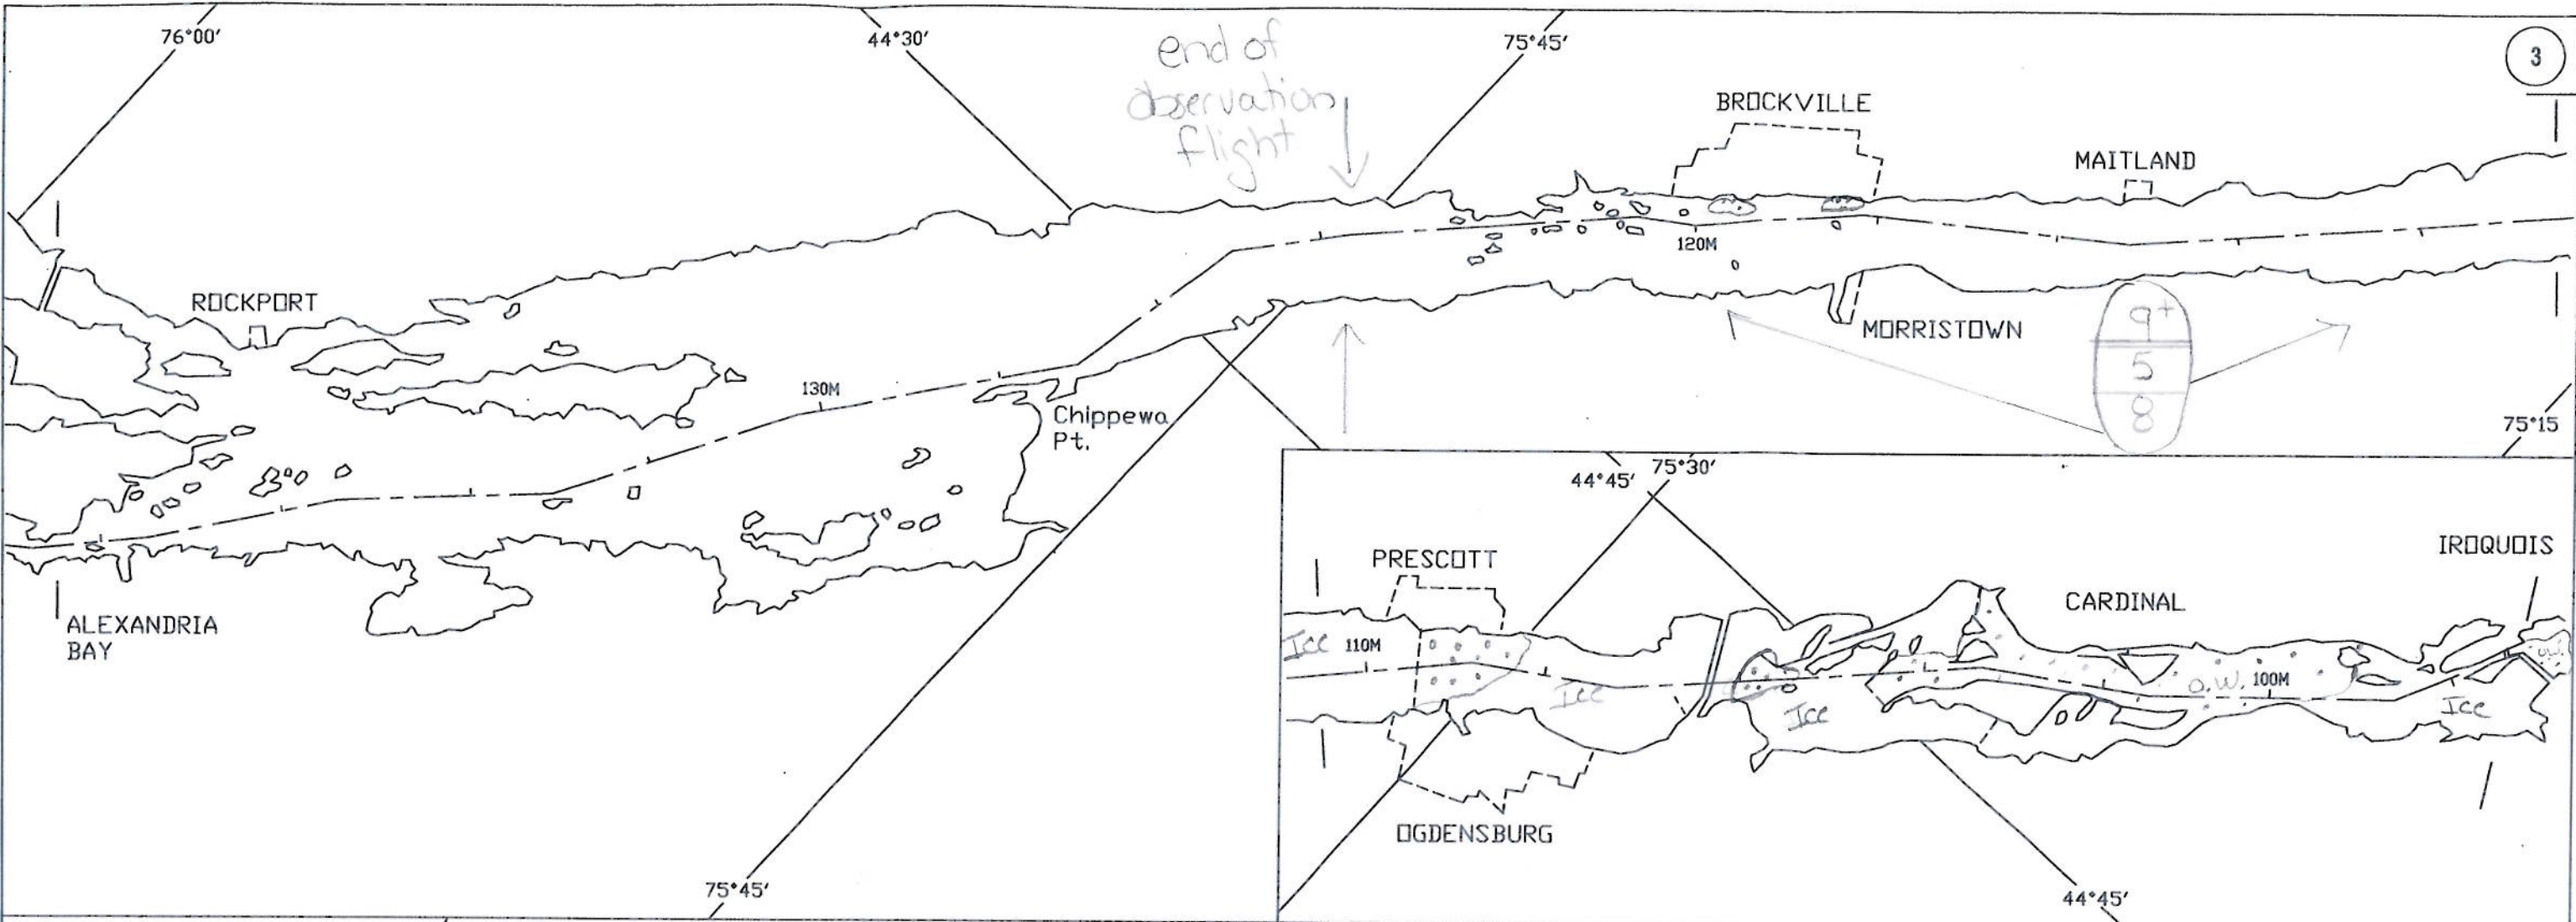 76°00'
44°30'
end of
observation
flight
75°45'
3
BROCKVILLE
MAITLAND
120M
ROCKPORT
MORRISTOWN
9+
5
8
130M
Chippewa
Pt.
75°15
44°45'
75°30'
PRESCOTT
IROQUOIS
CARDINAL
ALEXANDRIA
BAY
Ice
110M
Ice
Ice
O.W.
100M
Ice
O.W.
OGDENSBURG
75°45'
44°45'